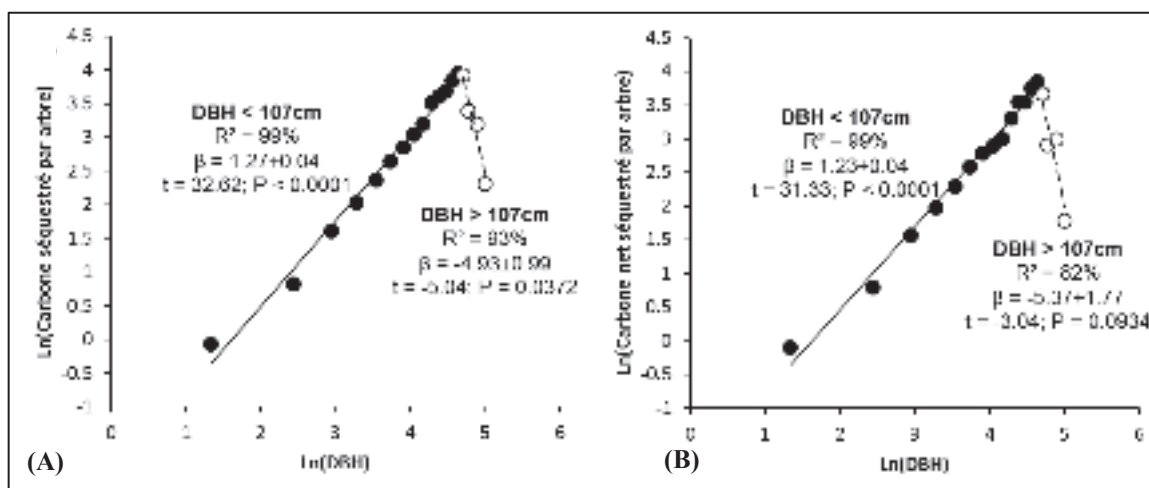 4.5
4
3.5
3
2.5
2
1.5
1
0.5
0
-0.5
-1
0 1 2 3 4 5 6
Ln(Carbone séquestré par arbre)
Ln(DBH)
DBH < 107cm
R² = 99%
β = 1.27±0.04
t = 32.62; P < 0.0001
DBH > 107cm
R² = 93%
β = -4.93±0.99
t = -5.04; P = 0.0372
(A)
4.5
4
3.5
3
2.5
2
1.5
1
0.5
0
-0.5
-1
0 1 2 3 4 5 6
Ln(Carbone net séquestré par arbre)
Ln(DBH)
DBH < 107cm
R² = 99%
β = 1.23±0.04
t = 31.33; P < 0.0001
DBH > 107cm
R² = 82%
β = -5.37±1.77
t = -3.04; P = 0.0934
(B)